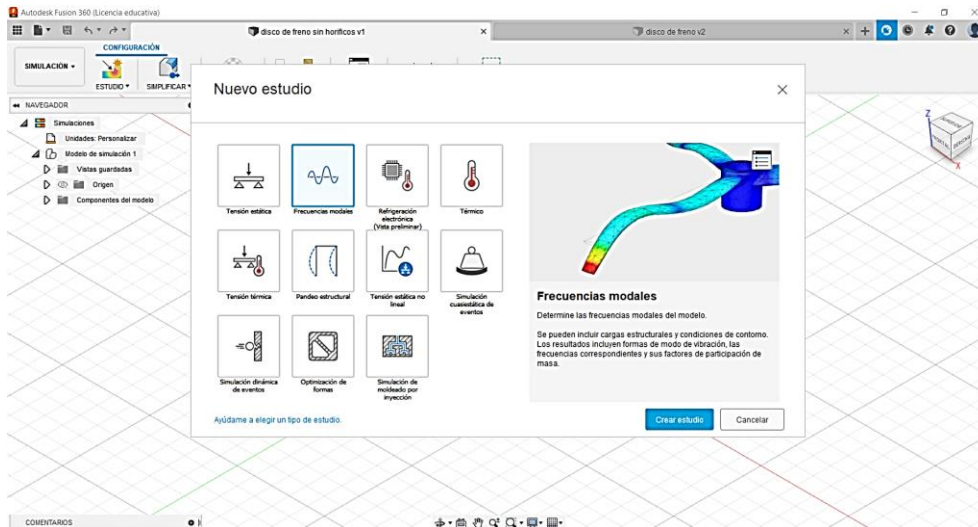 Autodesk Fusion 360 (Licencia educativa)
disco de freno sin horificos v1
disco de freno v2
SIMULACIÓN
CONFIGURACIÓN
ESTUDIO
SIMPLIFICAR
NAVEGADOR
Simulaciones
Unidades: Personalizar
Modelo de simulación 1
Vistas guardadas
Origen
Componentes del modelo
Nuevo estudio
Tensión estática
Frecuencias modales
Refrigeración
electrónica
(Vista preliminar)
Térmico
Tensión térmica
Pandeo estructural
Tensión estática no
lineal
Simulación
cuasiestática de
eventos
Simulación dinámica
de eventos
Optimización de
formas
Simulación de
moldeado por
inyección
Frecuencias modales
Determine las frecuencias modales del modelo.
Se pueden incluir cargas estructurales y condiciones de contorno.
Los resultados incluyen formas de modo de vibración, las
frecuencias correspondientes y sus factores de participación de
masa.
Ayúdame a elegir un tipo de estudio.
Crear estudio
Cancelar
Z
X
COMENTARIOS